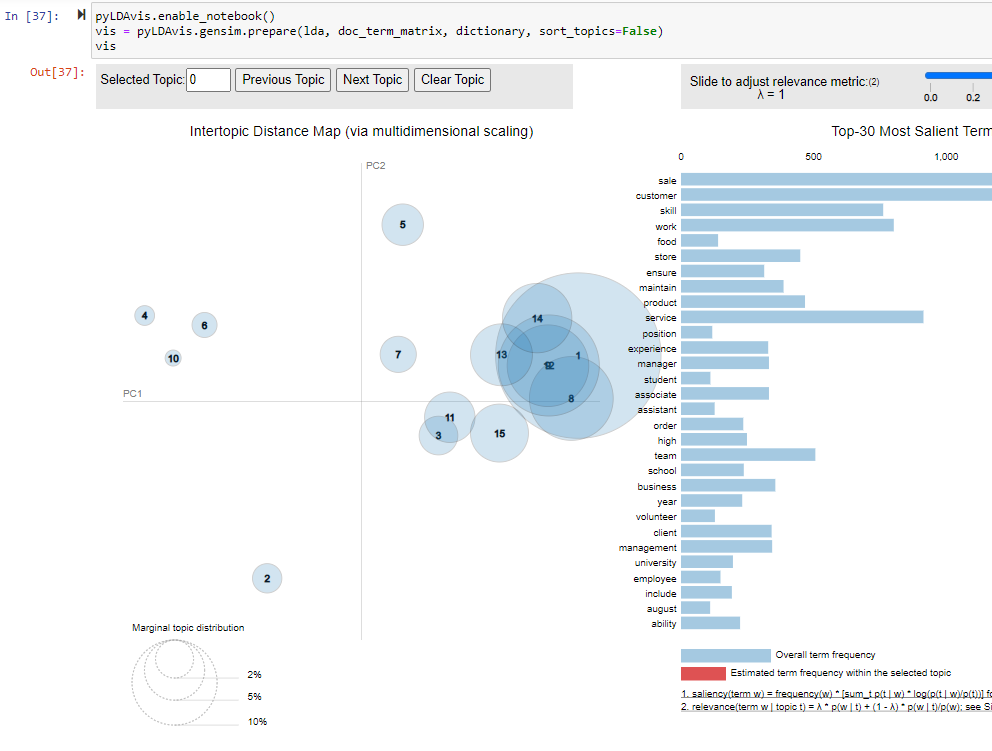 In [37]:
pyLDAvis.enable_notebook()
vis = pyLDAvis.gensim.prepare(lda, doc_term_matrix, dictionary, sort_topics=False)
vis
Out[37]:
Selected Topic: 0 Previous Topic Next Topic Clear Topic
Slide to adjust relevance metric:(2)
λ = 1
0.0 0.2
Intertopic Distance Map (via multidimensional scaling)
PC2
PC1
5
4
6
10
7
14
13
1
8
11
3
15
2
Marginal topic distribution
2%
5%
10%
Top-30 Most Salient Term
0 500 1,000
sale
customer
skill
work
food
store
ensure
maintain
product
service
position
experience
manager
student
associate
assistant
order
high
team
school
business
year
volunteer
client
management
university
employee
include
august
ability
Overall term frequency
Estimated term frequency within the selected topic
1. saliency(term w) = frequency(w) * [sum_t p(t | w) * log(p(t | w)/p(t))] fo
2. relevance(term w | topic t) = λ * p(w | t) + (1 - λ) * p(w | t)/p(w); see Si